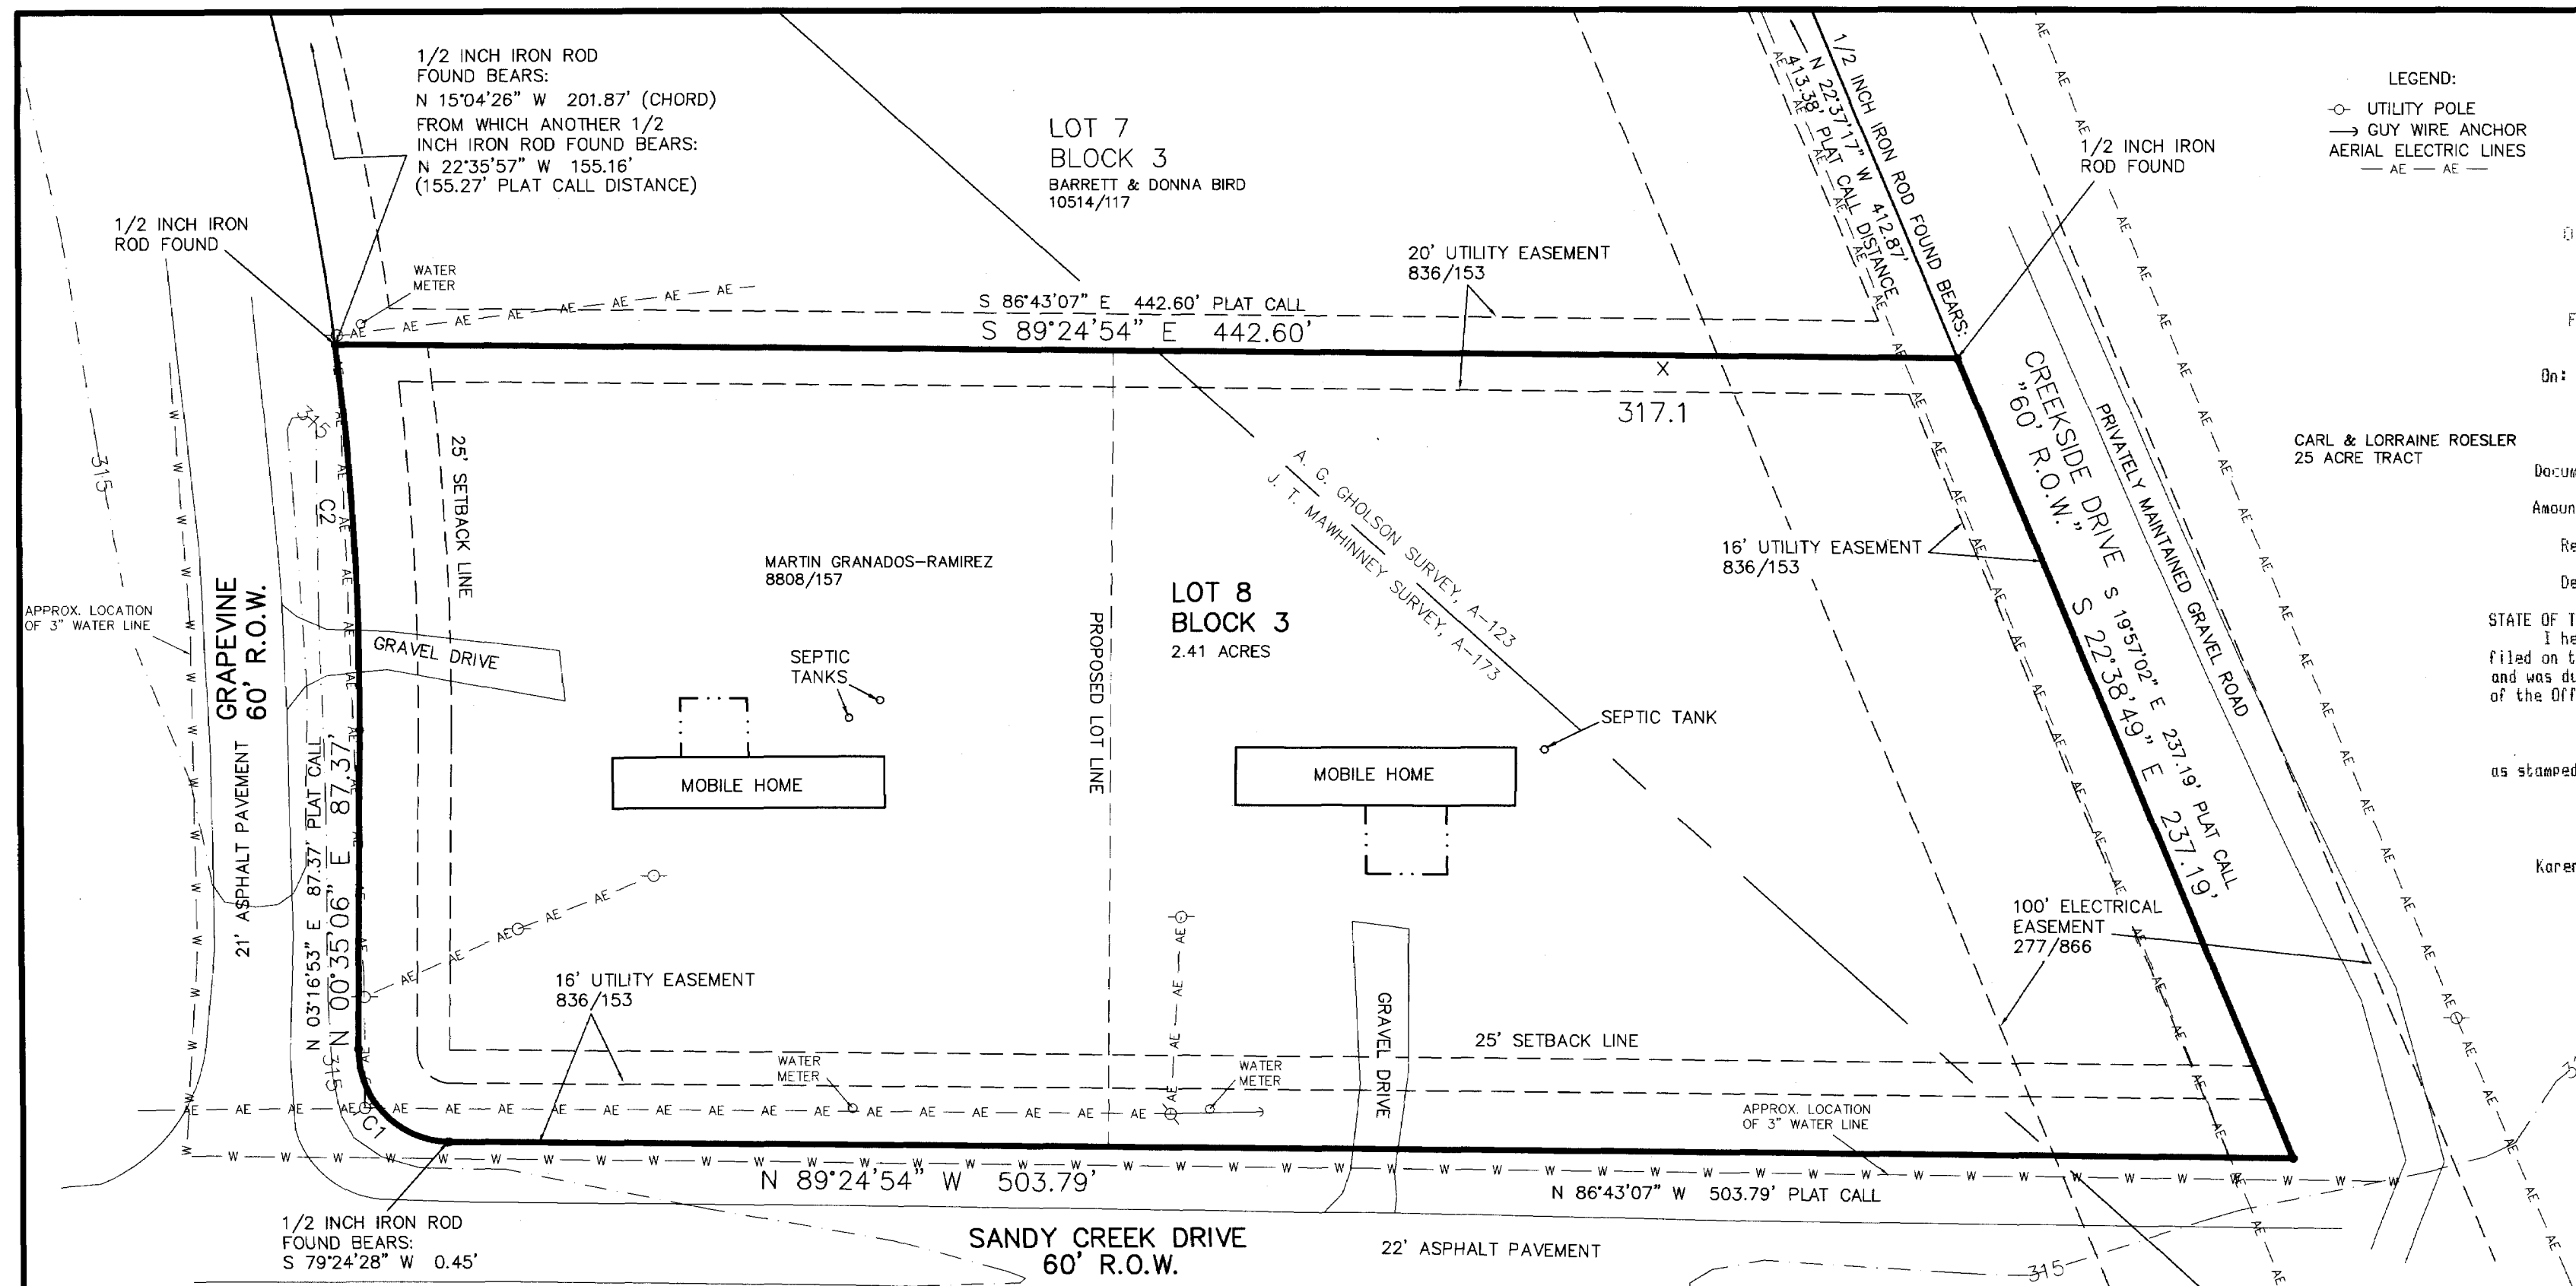 1/2 INCH IRON ROD
FOUND BEARS:
N 15°04'26" W 201.87' (CHORD)
FROM WHICH ANOTHER 1/2
INCH IRON ROD FOUND BEARS:
N 22°35'57" W 155.16'
(155.27' PLAT CALL DISTANCE)
1/2 INCH IRON
ROD FOUND
WATER
METER
LOT 7
BLOCK 3
BARRETT & DONNA BIRD
10514/117
20' UTILITY EASEMENT
836/153
1/2 INCH IRON ROD FOUND BEARS:
N 22°37'17" W 412.87'
413.38' PLAT CALL DISTANCE
1/2 INCH IRON
ROD FOUND
LEGEND:
UTILITY POLE
GUY WIRE ANCHOR
AERIAL ELECTRIC LINES
— AE — AE —
S 86°43'07" E 442.60' PLAT CALL
S 89°24'54" E 442.60'
X
317.1
315
315
C2
25' SETBACK LINE
CREEKSIDE DRIVE
"60' R.O.W."
PRIVATELY MAINTAINED GRAVEL ROAD
S 19°57'02" E 237.19' PLAT CALL
S 22°38'49" E 237.19'
CARL & LORRAINE ROESLER
25 ACRE TRACT
On:
STATE OF T
filed on t
and was du
of the Off
as stamped
A. G. GHOLSON SURVEY, A-123
J. T. MAWHINNEY SURVEY, A-173
MARTIN GRANADOS-RAMIREZ
8808/157
LOT 8
BLOCK 3
2.41 ACRES
16' UTILITY EASEMENT
836/153
APPROX. LOCATION
OF 3" WATER LINE
GRAPEVINE
60' R.O.W.
21' ASPHALT PAVEMENT
GRAVEL DRIVE
SEPTIC
TANKS
PROPOSED LOT LINE
SEPTIC TANK
MOBILE HOME
MOBILE HOME
N 03°16'53" E 87.37' PLAT CALL
N 00°35'06" E 87.37'
315
100' ELECTRICAL
EASEMENT
277/866
16' UTILITY EASEMENT
836/153
GRAVEL DRIVE
25' SETBACK LINE
WATER
METER
WATER
METER
APPROX. LOCATION
OF 3" WATER LINE
C1
N 89°24'54" W 503.79'
N 86°43'07" W 503.79' PLAT CALL
1/2 INCH IRON ROD
FOUND BEARS:
S 79°24'28" W 0.45'
SANDY CREEK DRIVE
60' R.O.W.
22' ASPHALT PAVEMENT
315